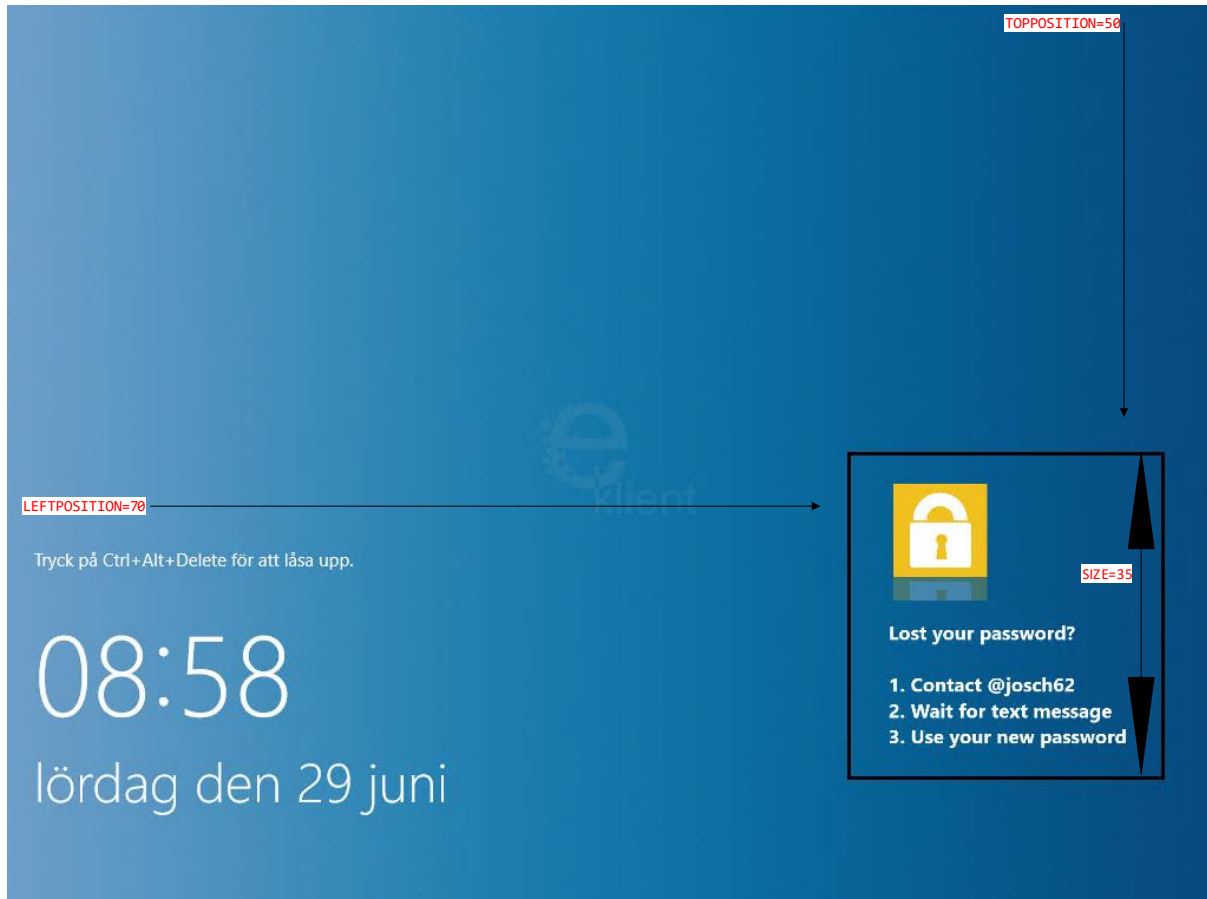 TOPPOSITION=50
e
klient
LEFTPOSITION=70
Tryck på Ctrl+Alt+Delete för att låsa upp.
SIZE=35
08:58
lördag den 29 juni
Lost your password?
1. Contact @josch62
2. Wait for text message
3. Use your new password